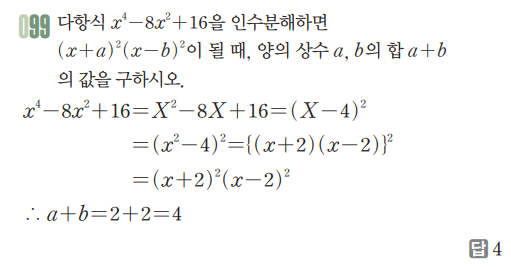 099 다항식 x⁴-8x²+16을 인수분해하면
(x+a)²(x-b)²이 될 때, 양의 상수 a, b의 합 a+b
의 값을 구하시오.
x⁴-8x²+16=X²-8X+16=(X-4)²
=(x²-4)²={(x+2)(x-2)}²
=(x+2)²(x-2)²
∴ a+b=2+2=4
답 4